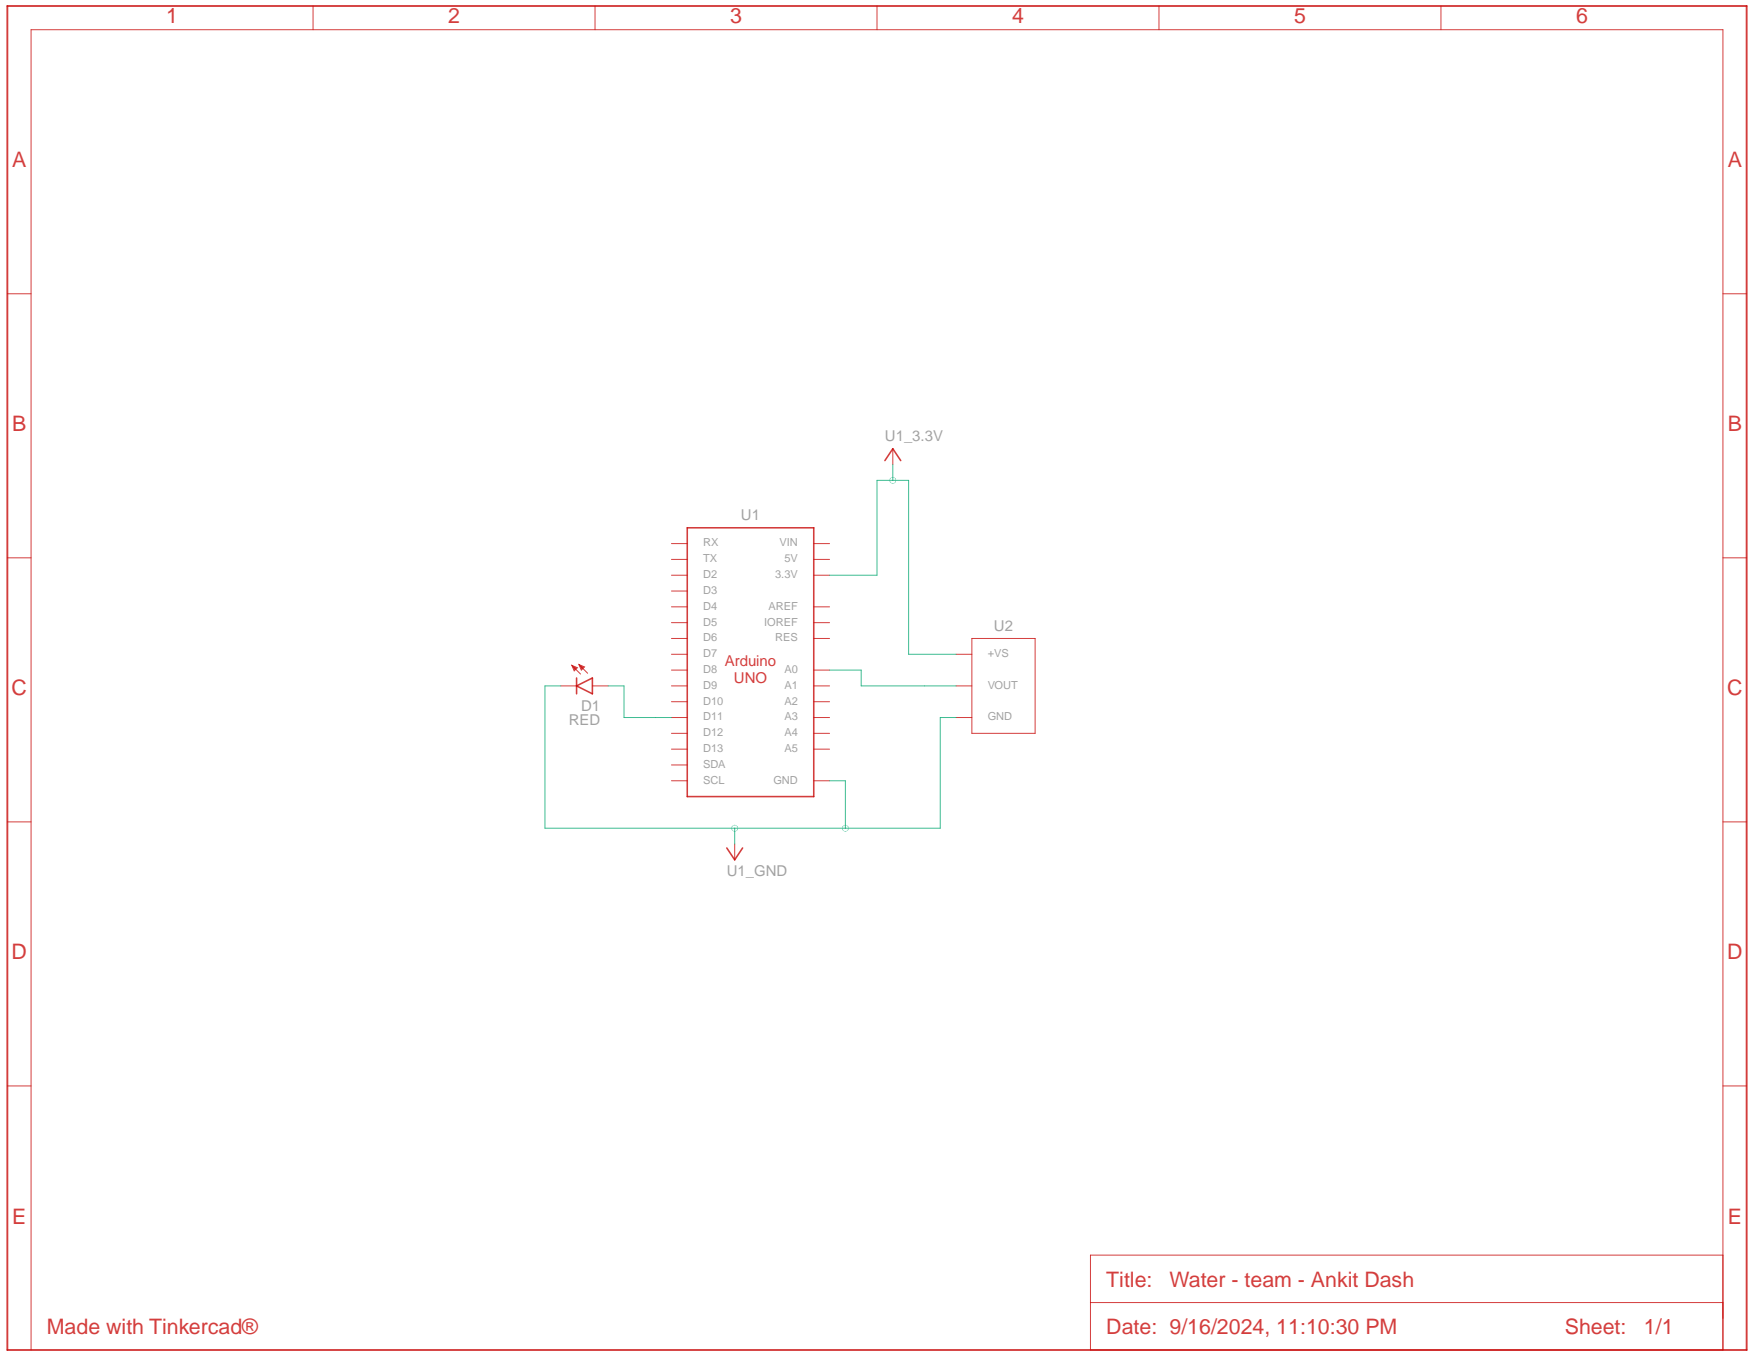 1 2 3 4 5 6
A A
B B
U1_3.3V
U1
RX VIN
TX 5V
D2 3.3V
D3
D4 AREF
D5 IOREF
D6 RES
D7
D8 A0
D9 A1
D10 A2
D11 A3
D12 A4
D13 A5
SDA
SCL GND
Arduino
UNO
U2
+VS
VOUT
GND
C C
D1
RED
U1_GND
D D
E E
Title: Water - team - Ankit Dash
Made with Tinkercad®
Date: 9/16/2024, 11:10:30 PM Sheet: 1/1